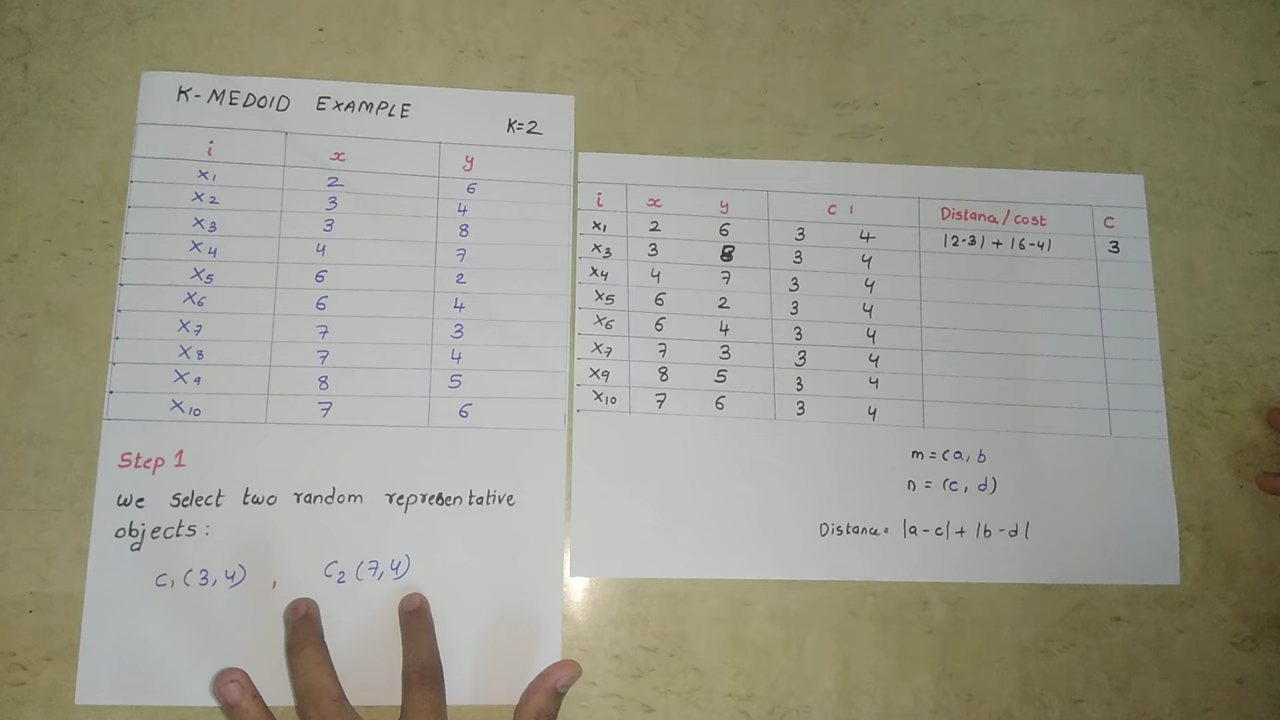 K-MEDOID EXAMPLE
K=2
i x y
X1 2 6
X2 3 4
X3 3 8
X4 4 7
X5 6 2
X6 6 4
X7 7 3
X8 7 4
X9 8 5
X10 7 6
Step 1
we select two random representative
objects:
C1(3,4) , C2(7,4)
i x y C 1 Distance/cost C
X1 2 6 3 4 |2-3| + |6-4| 3
X3 3 8 3 4
X4 4 7 3 4
X5 6 2 3 4
X6 6 4 3 4
X7 7 3 3 4
X9 8 5 3 4
X10 7 6 3 4
m = (a, b
n = (c, d)
Distance = |a-c| + |b-d|